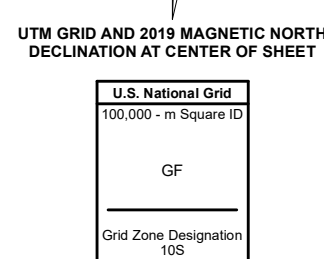 UTM GRID AND 2019 MAGNETIC NORTH
DECLINATION AT CENTER OF SHEET
U.S. National Grid
100,000 - m Square ID
GF
Grid Zone Designation
10S